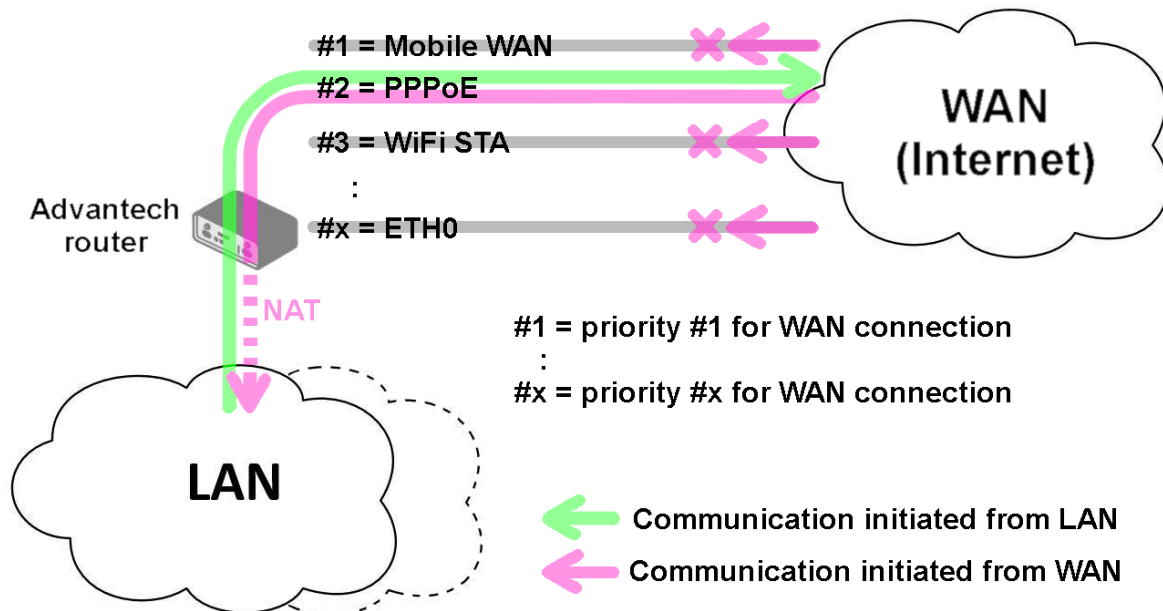 #1 = Mobile WAN
#2 = PPPoE
#3 = WiFi STA
:
#x = ETH0
WAN
(Internet)
Advantech
router
NAT
#1 = priority #1 for WAN connection
:
#x = priority #x for WAN connection
LAN
Communication initiated from LAN
Communication initiated from WAN